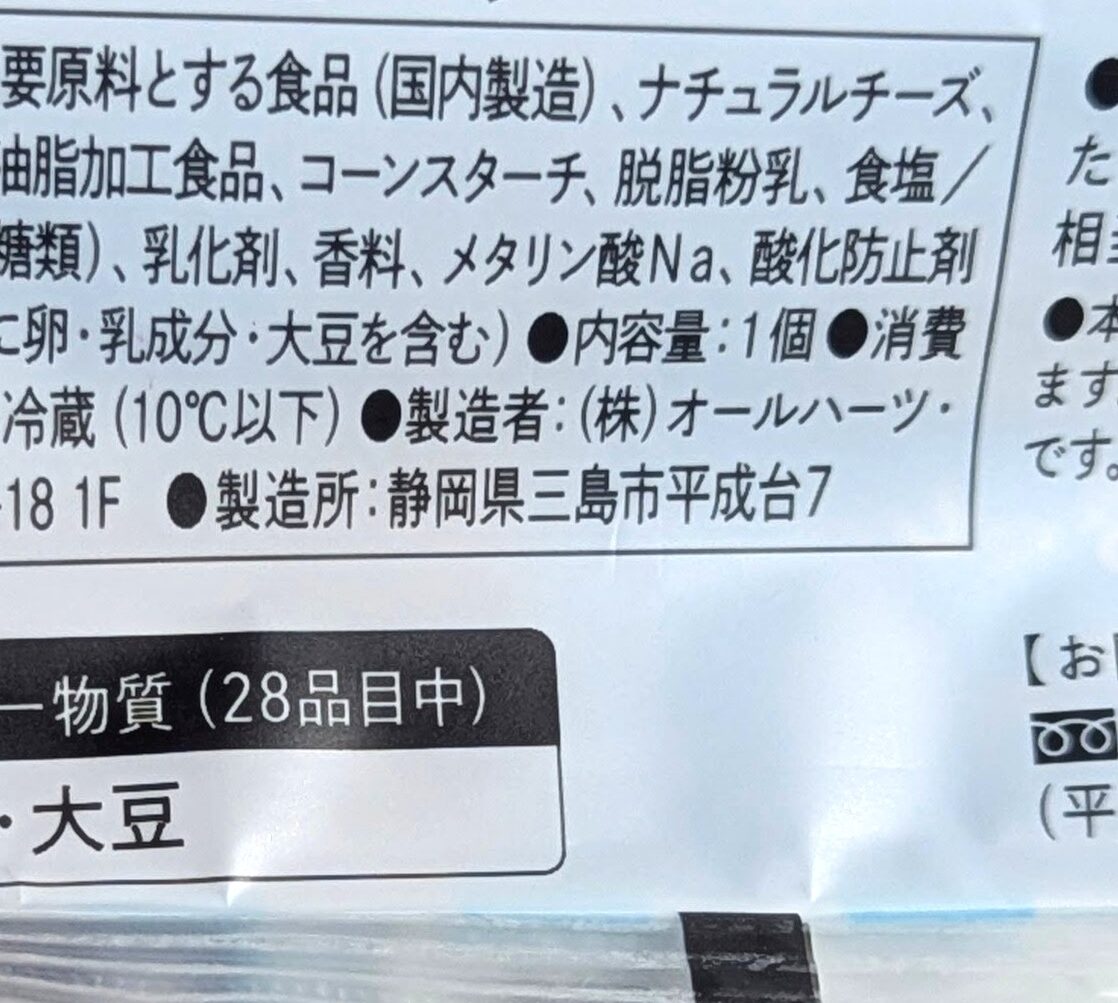 要原料とする食品(国内製造)、ナチュラルチーズ、
油脂加工食品、コーンスターチ、脱脂粉乳、食塩/
糖類)、乳化剤、香料、メタリン酸Na、酸化防止剤
に卵・乳成分・大豆を含む)●内容量:1個●消費
冷蔵(10℃以下)●製造者:(株)オールハーツ・
-18 1F ●製造所:静岡県三島市平成台7
ー物質(28品目中)
・大豆
●
た
相
●本
ます
です。
【お
(平